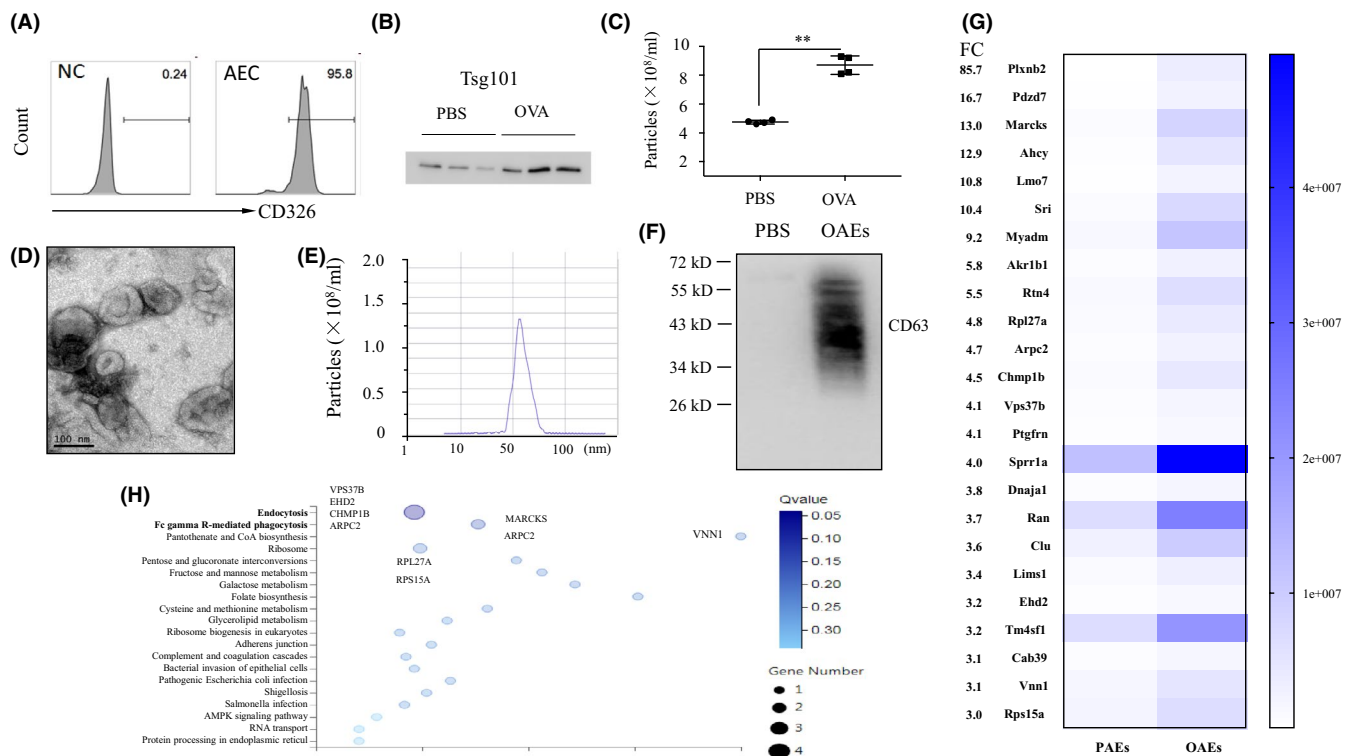 (A)
NC
0.24
AEC
95.8
Count
CD326
(B)
Tsg101
PBS
OVA
(C)
**
Particles (×10⁸/ml)
10
8
6
4
2
PBS
OVA
(D)
100 nm
(E)
Particles (×10⁸/ml)
2.0
1.5
1.0
0.5
0
1
10
50
100
(nm)
(F)
PBS
OAEs
72 kD
55 kD
43 kD
34 kD
26 kD
CD63
(G)
FC
85.7 Plxnb2
16.7 Pdzd7
13.0 Marcks
12.9 Ahcy
10.8 Lmo7
10.4 Sri
9.2 Myadm
5.8 Akr1b1
5.5 Rtn4
4.8 Rpl27a
4.7 Arpc2
4.5 Chmp1b
4.1 Vps37b
4.1 Ptgfrn
4.0 Sprr1a
3.8 Dnaja1
3.7 Ran
3.6 Clu
3.4 Lims1
3.2 Ehd2
3.2 Tm4sf1
3.1 Cab39
3.1 Vnn1
3.0 Rps15a
PAEs
OAEs
4e+007
3e+007
2e+007
1e+007
(H)
VPS37B
EHD2
CHMP1B
ARPC2
MARCKS
ARPC2
VNN1
RPL27A
RPS15A
Endocytosis
Fc gamma R-mediated phagocytosis
Pantothenate and CoA biosynthesis
Ribosome
Pentose and gluconate interconversions
Fructose and mannose metabolism
Galactose metabolism
Folate biosynthesis
Cysteine and methionine metabolism
Glycerolipid metabolism
Ribosome biogenesis in eukaryotes
Adherens junction
Complement and coagulation cascades
Bacterial invasion of epithelial cells
Pathogenic Escherichia coli infection
Shigellosis
Salmonella infection
AMPK signaling pathway
RNA transport
Protein processing in endoplasmic reticul
Qvalue
0.05
0.10
0.15
0.20
0.25
0.30
Gene Number
1
2
3
4